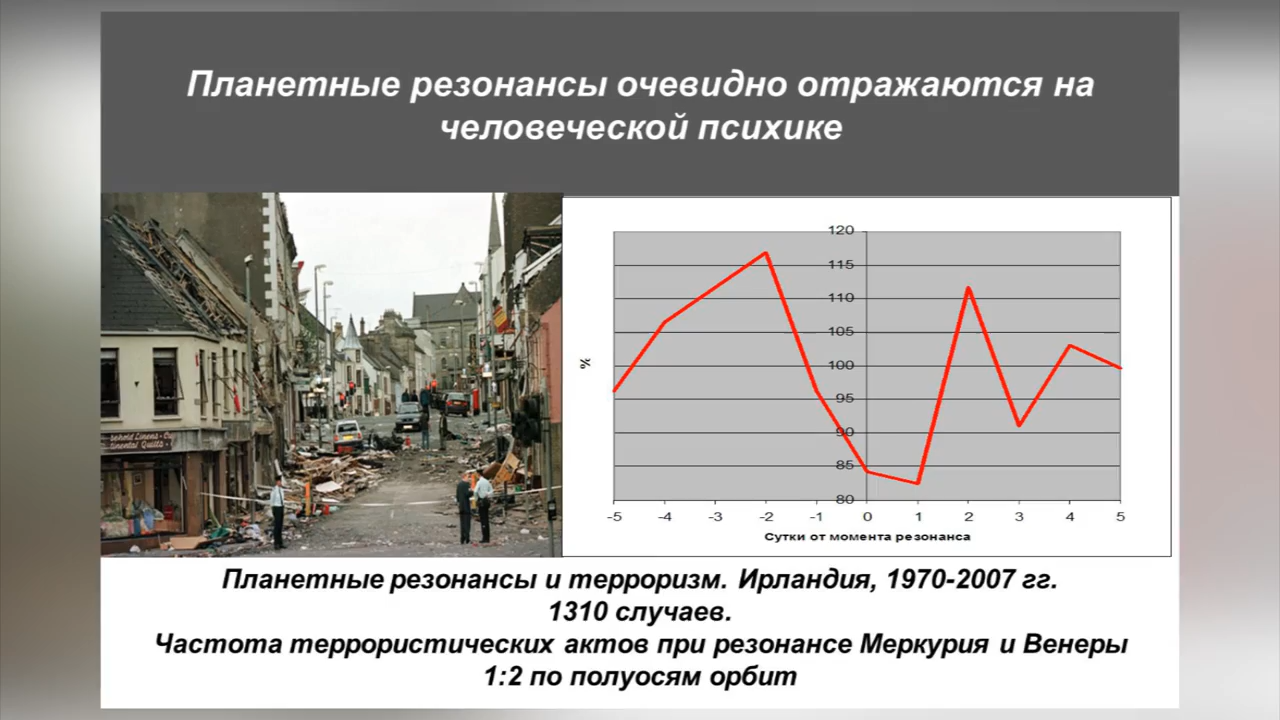 Планетные резонансы очевидно отражаются на
человеческой психике
120
115
110
105
100
95
90
85
80
%
-5 -4 -3 -2 -1 0 1 2 3 4 5
Сутки от момента резонанса
Планетные резонансы и терроризм. Ирландия, 1970-2007 гг.
1310 случаев.
Частота террористических актов при резонансе Меркурия и Венеры
1:2 по полуосям орбит